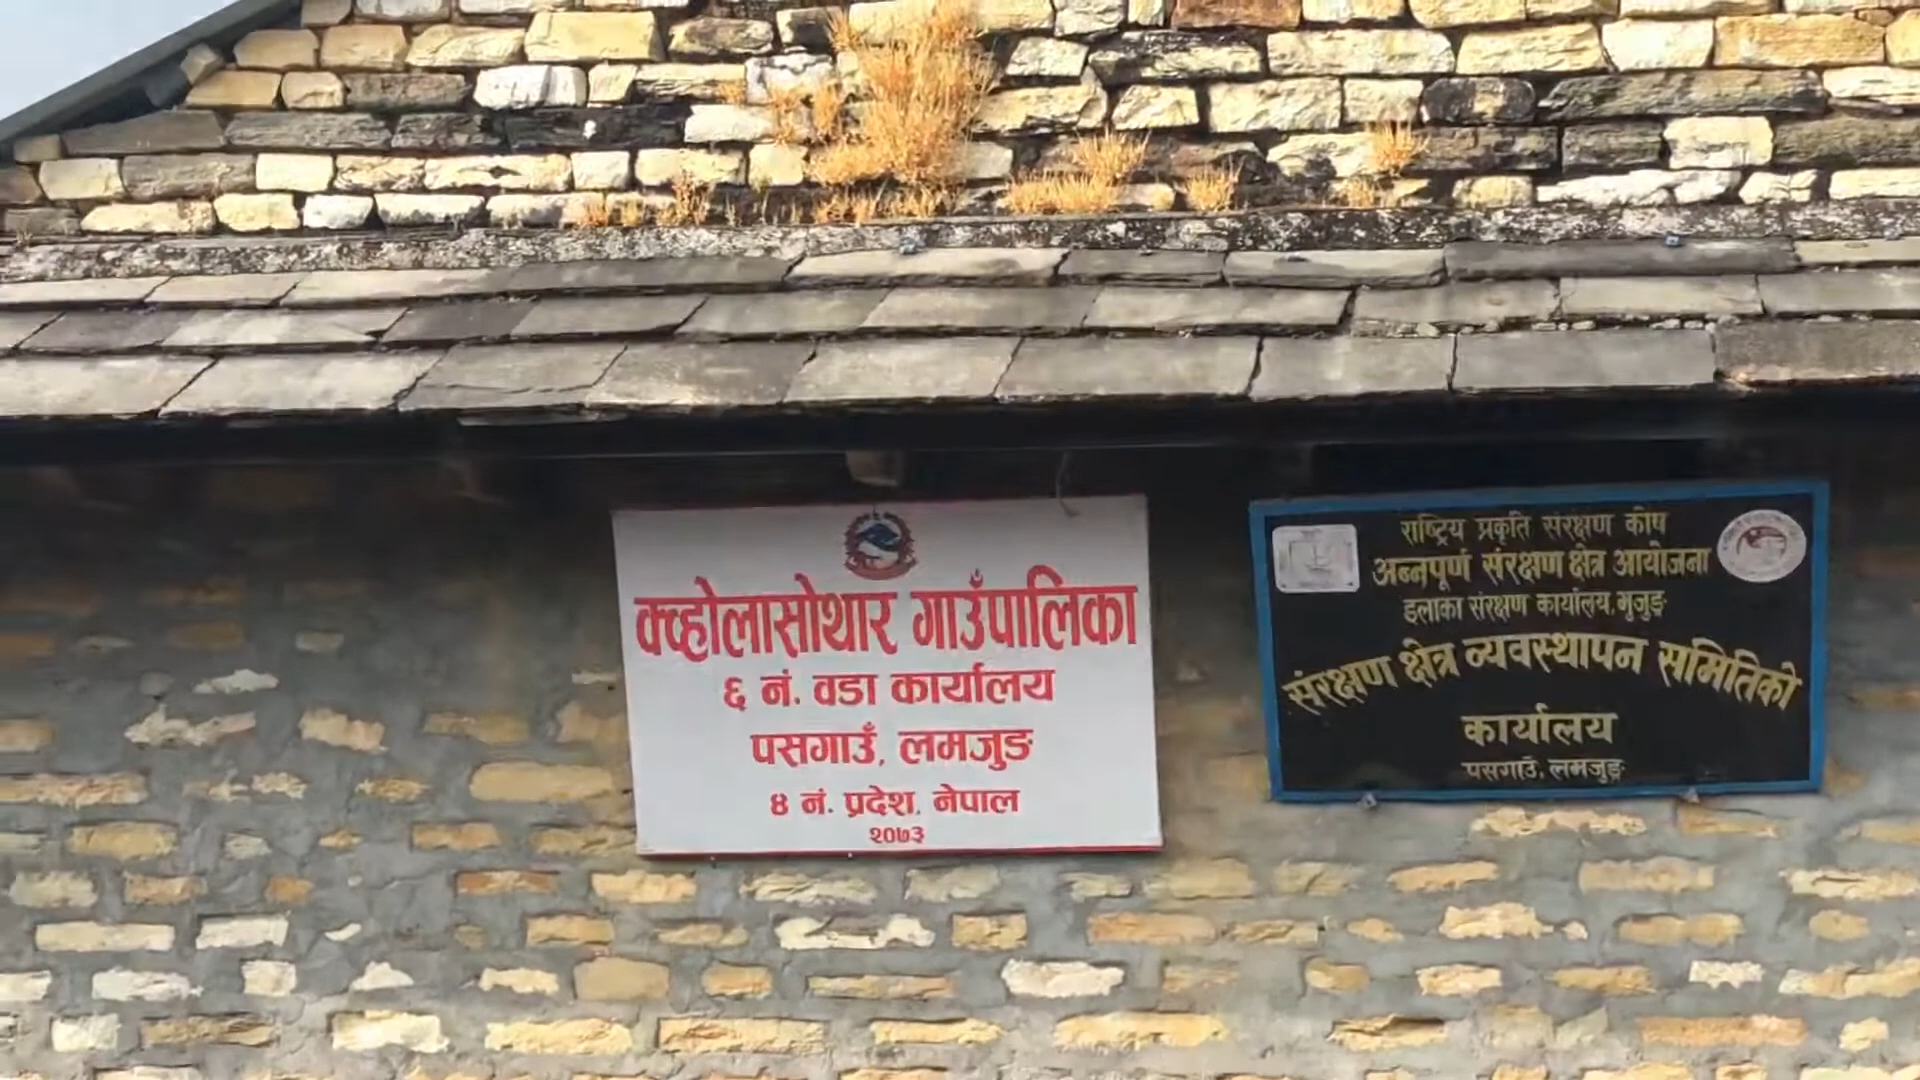 क्व्होलासोथार गाउँपालिका
६ नं. वडा कार्यालय
पसगाउँ, लमजुङ
४ नं. प्रदेश, नेपाल
२०७३
राष्ट्रिय प्रकृति संरक्षण कोष
अन्नपूर्ण संरक्षण क्षेत्र आयोजना
इलाका संरक्षण कार्यालय, भुजुङ
संरक्षण क्षेत्र व्यवस्थापन समितिको
कार्यालय
पसगाउँ, लमजुङ